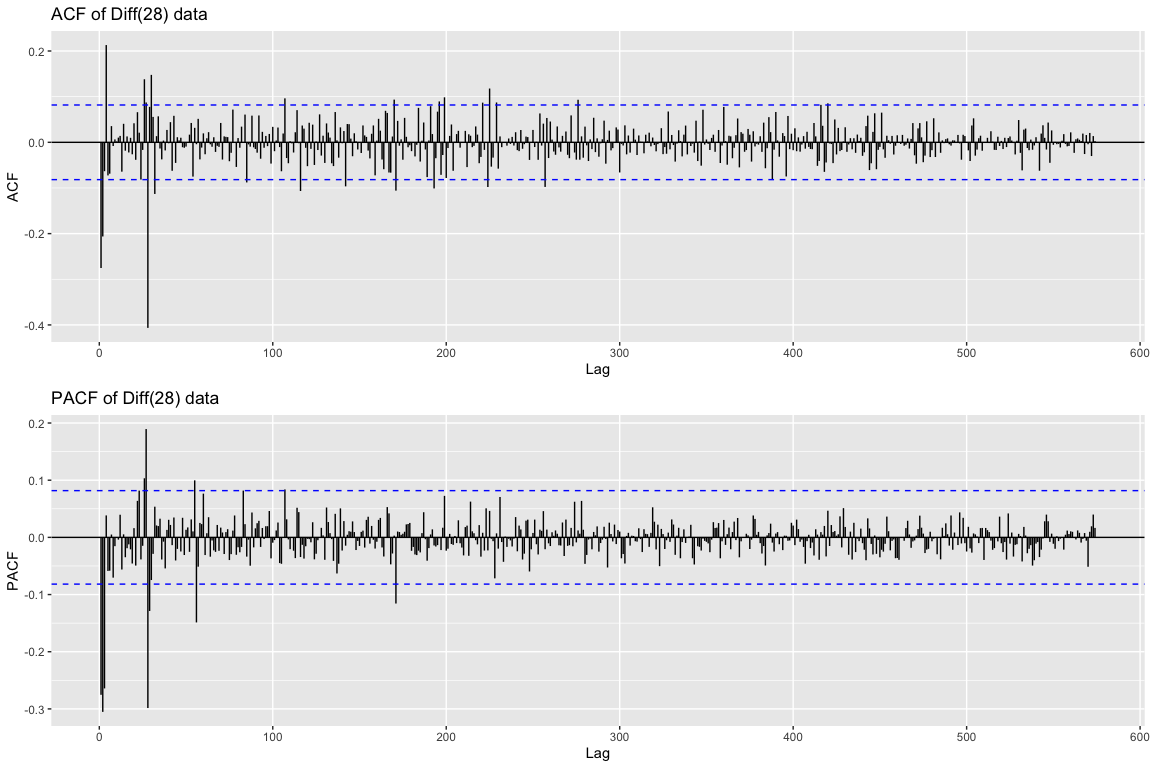 ACF of Diff(28) data
0.2
0.0
-0.2
-0.4
ACF
0 100 200 300 400 500 600
Lag
PACF of Diff(28) data
0.2
0.1
0.0
-0.1
-0.2
-0.3
PACF
0 100 200 300 400 500 600
Lag